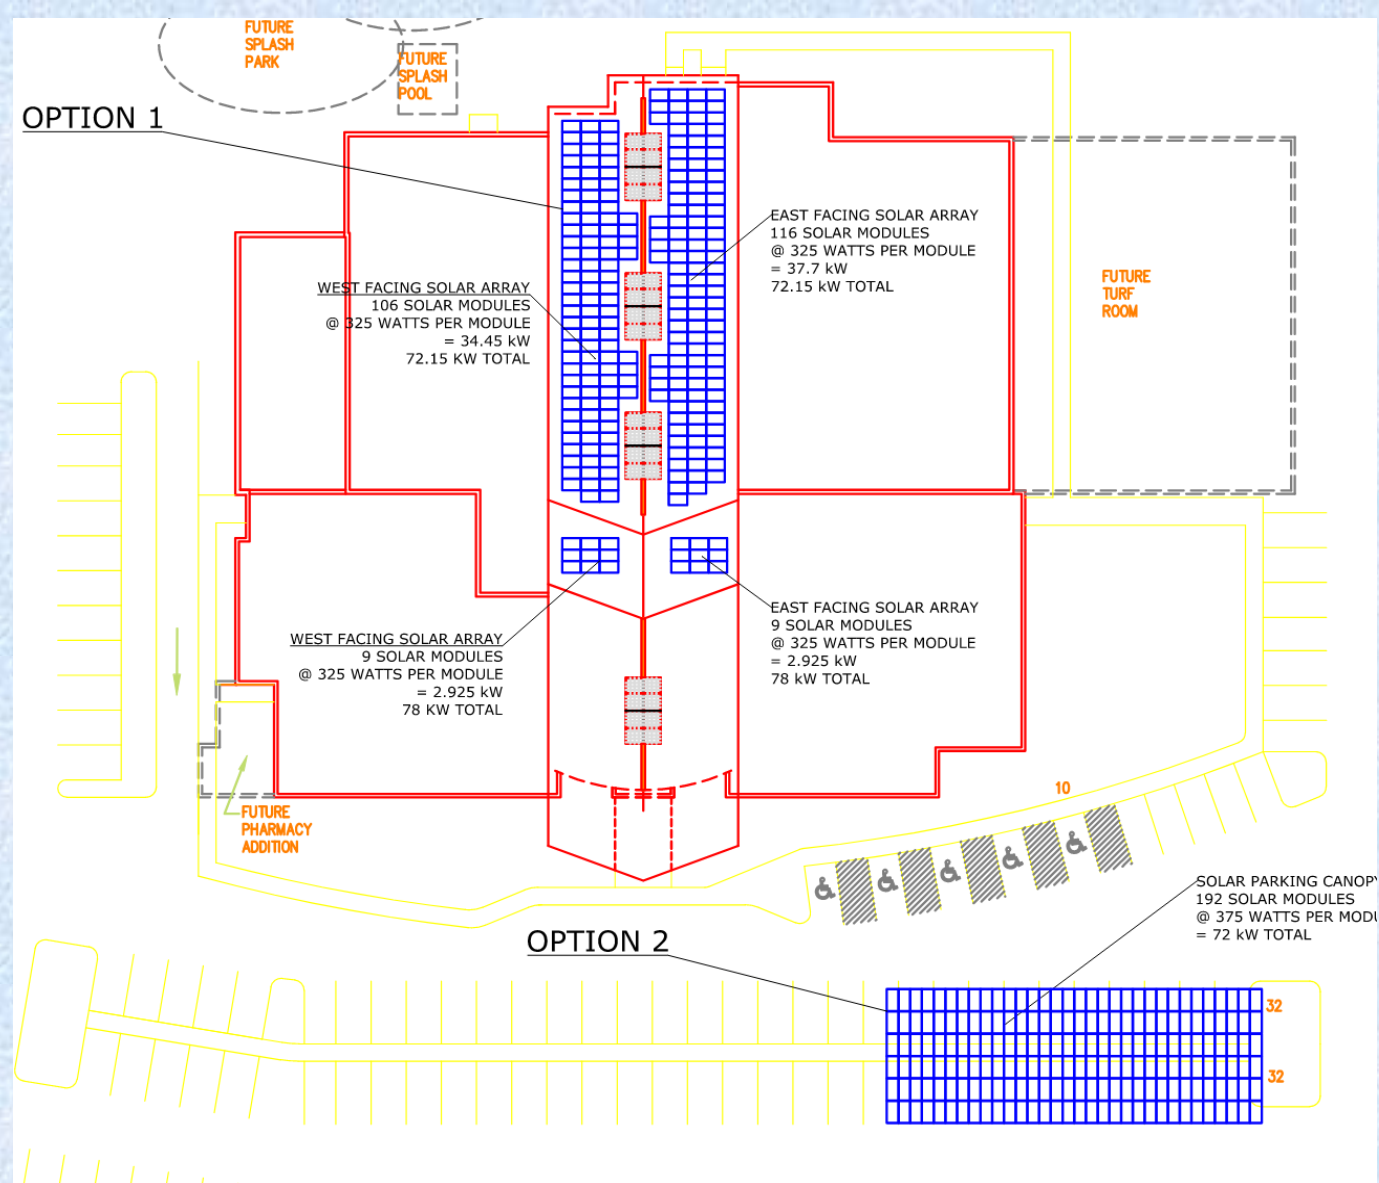 FUTURE
SPLASH
PARK
FUTURE
SPLASH
POOL
OPTION 1
EAST FACING SOLAR ARRAY
116 SOLAR MODULES
@ 325 WATTS PER MODULE
= 37.7 kW
72.15 kW TOTAL
FUTURE
TURF
ROOM
WEST FACING SOLAR ARRAY
106 SOLAR MODULES
@ 325 WATTS PER MODULE
= 34.45 kW
72.15 KW TOTAL
EAST FACING SOLAR ARRAY
9 SOLAR MODULES
@ 325 WATTS PER MODULE
= 2.925 kW
78 kW TOTAL
WEST FACING SOLAR ARRAY
9 SOLAR MODULES
@ 325 WATTS PER MODULE
= 2.925 kW
78 KW TOTAL
10
FUTURE
PHARMACY
ADDITION
SOLAR PARKING CANOPY
192 SOLAR MODULES
@ 375 WATTS PER MODU
= 72 kW TOTAL
OPTION 2
32
32